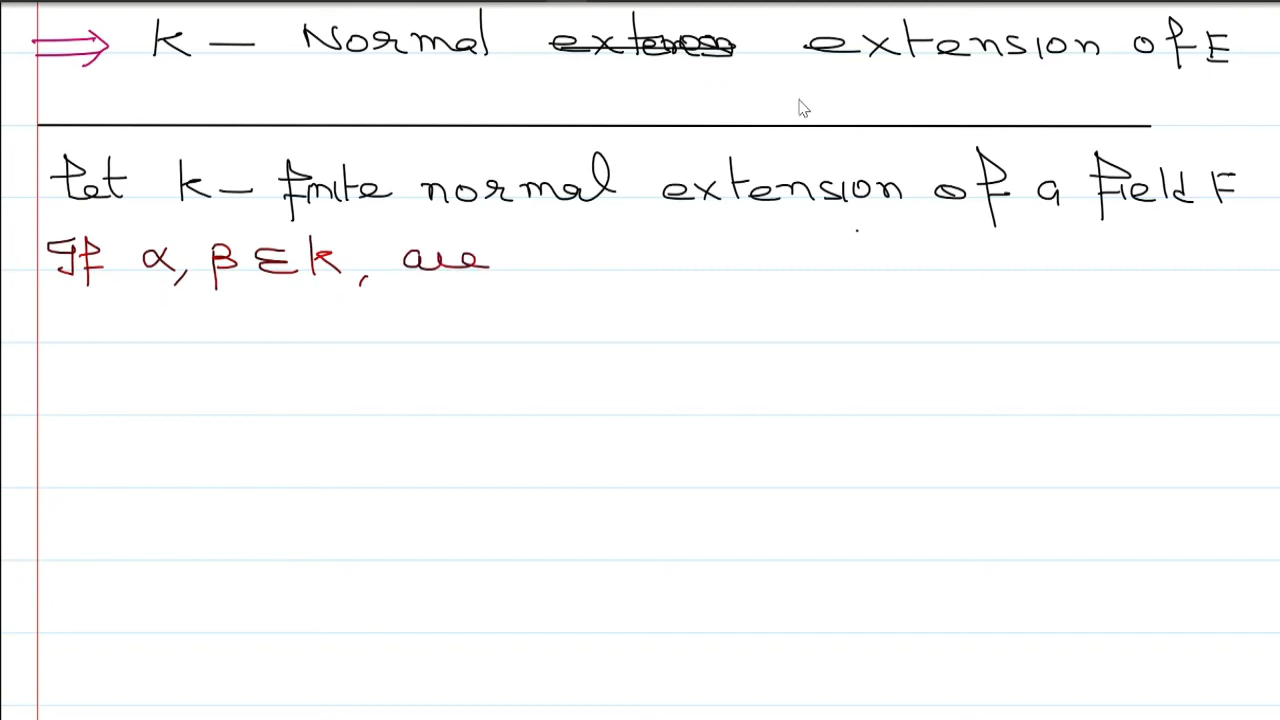 ⇒ K - Normal extension of E
Let K - finite normal extension of a field F
If α, β ∈ K, are